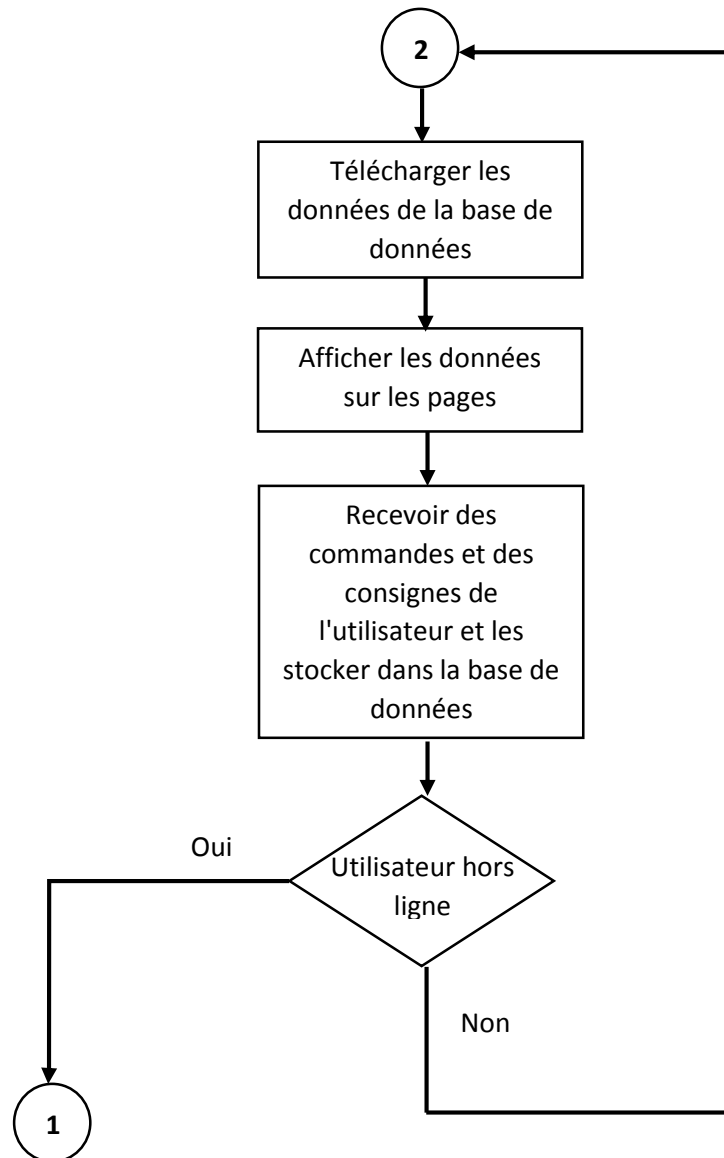 2
Télécharger les
données de la base de
données
Afficher les données
sur les pages
Recevoir des
commandes et des
consignes de
l'utilisateur et les
stocker dans la base de
données
Oui
Utilisateur hors
ligne
Non
1